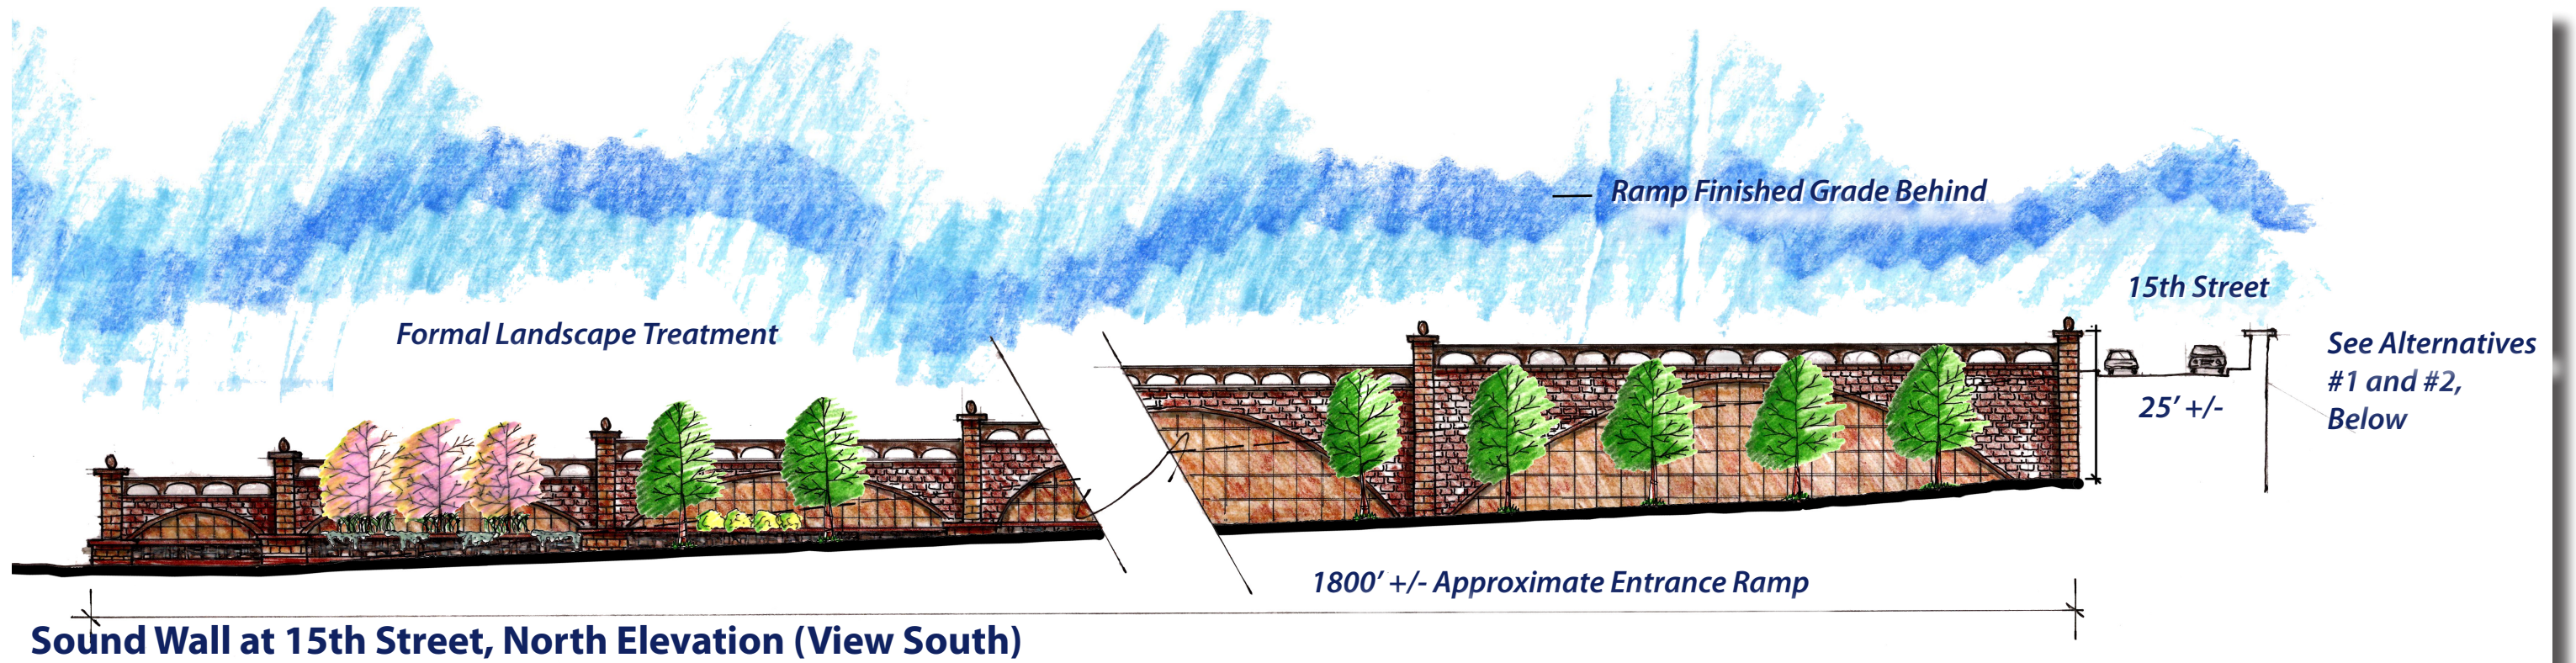 Ramp Finished Grade Behind
15th Street
Formal Landscape Treatment
See Alternatives
#1 and #2,
Below
25' +/-
1800' +/- Approximate Entrance Ramp
Sound Wall at 15th Street, North Elevation (View South)